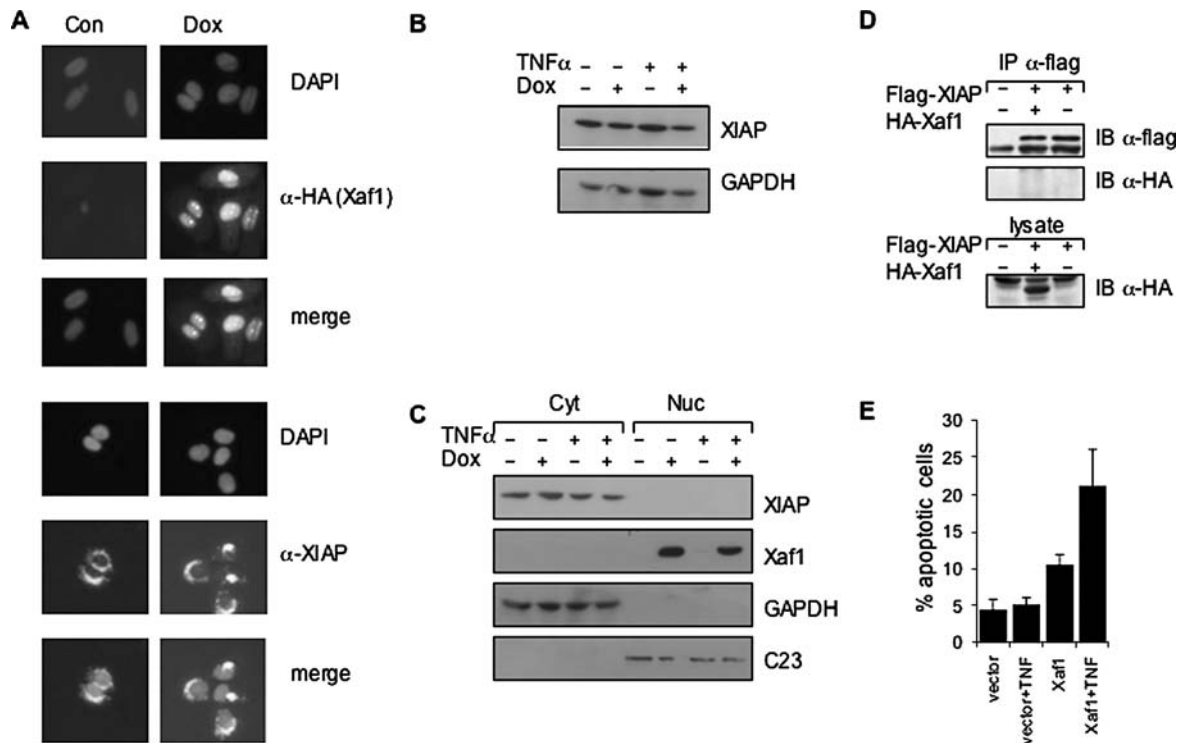 A
Con Dox
DAPI
α-HA (Xaf1)
merge
DAPI
α-XIAP
merge
B
TNFα – – + +
Dox – + – +
XIAP
GAPDH
C
Cyt Nuc
TNFα – – + + – – + +
Dox – + – + – + – +
XIAP
Xaf1
GAPDH
C23
D
IP α-flag
Flag-XIAP – + +
HA-Xaf1 – + –
IB α-flag
IB α-HA
lysate
Flag-XIAP – + +
HA-Xaf1 – + –
IB α-HA
E
% apoptotic cells
30
25
20
15
10
5
0
vector
vector+TNF
Xaf1
Xaf1+TNF